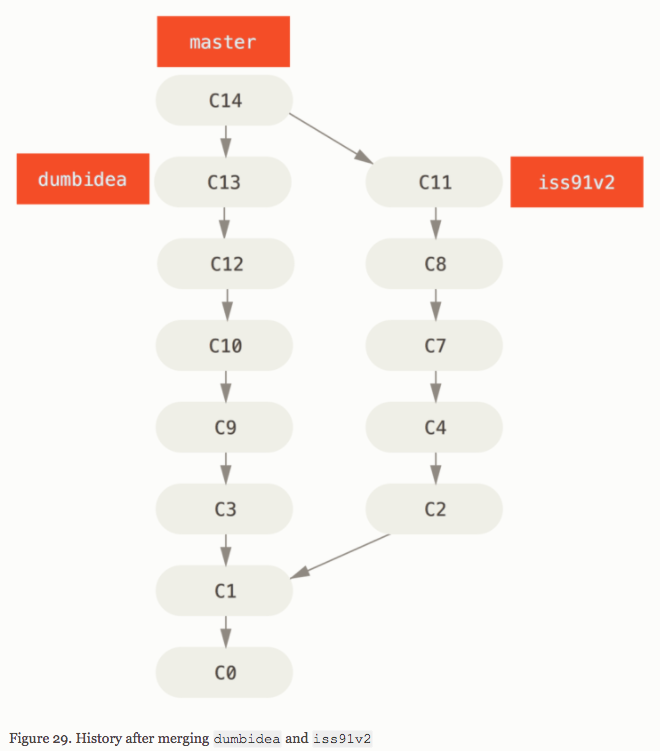 master
C14
dumbidea
C13
C11
iss91v2
C12
C8
C10
C7
C9
C4
C3
C2
C1
C0
Figure 29. History after merging dumbidea and iss91v2